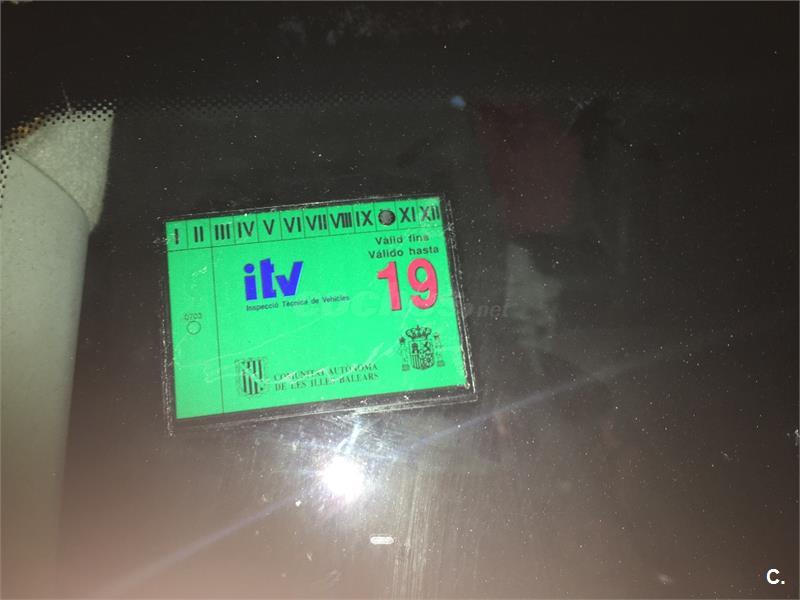 I II III IV V VI VII VIII IX XI XII
Vàlid fins
Válido hasta
itv
19
Inspecció Tècnica de Vehicles
0703
COMUNITAT AUTÒNOMA
DE LES ILLES BALEARS
C.